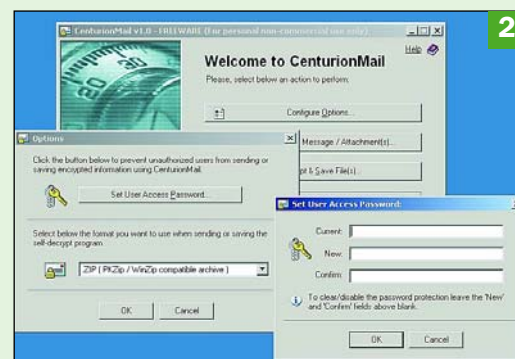 2
CenturionMail v1.0 - FREEWARE (For personal non-commercial use only)
Help
Welcome to
CenturionMail
Please, select below an action to perform:
Configure Options...
Message / Attachment(s)...
pt & Save File(s)...
Options
Click the button below to prevent unauthorized users from sending or
saving encrypted information using CenturionMail.
Set User Access Password...
Select below the format you want to use when sending or saving the
self-decrypt program.
ZIP ( PKZip / WinZip compatible archive )
OK Cancel
Set User Access Password:
Current:
New:
Confirm:
To clear/disable the password protection leave the 'New'
and 'Confirm' fields above blank.
OK Cancel